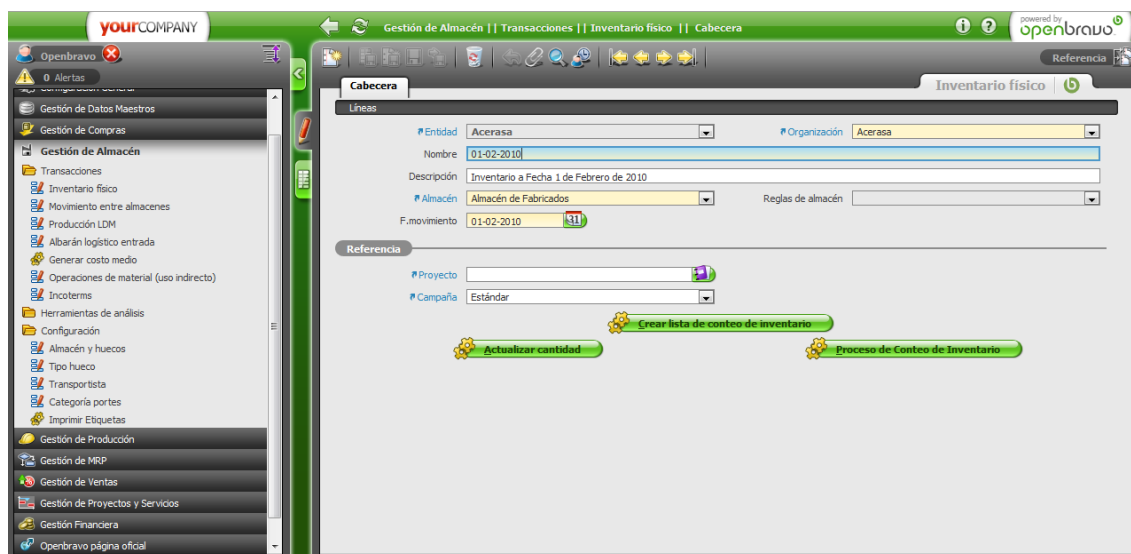 yourCOMPANY
Gestión de Almacén || Transacciones || Inventario físico || Cabecera
powered by
openbravo
Openbravo
0 Alertas
Referencia
Configuración General
Gestión de Datos Maestros
Gestión de Compras
Gestión de Almacén
Transacciones
Inventario físico
Movimiento entre almacenes
Producción LDM
Albarán logístico entrada
Generar costo medio
Operaciones de material (uso indirecto)
Incoterms
Herramientas de análisis
Configuración
Almacén y huecos
Tipo hueco
Transportista
Categoría portes
Imprimir Etiquetas
Gestión de Producción
Gestión de MRP
Gestión de Ventas
Gestión de Proyectos y Servicios
Gestión Financiera
Openbravo página oficial
Cabecera
Inventario físico
Líneas
Entidad Acerasa
Organización Acerasa
Nombre 01-02-2010
Descripción Inventario a Fecha 1 de Febrero de 2010
Almacén Almacén de Fabricados
Reglas de almacén
F.movimiento 01-02-2010 31
Referencia
Proyecto
Campaña Estándar
Crear lista de conteo de inventario
Actualizar cantidad
Proceso de Conteo de Inventario